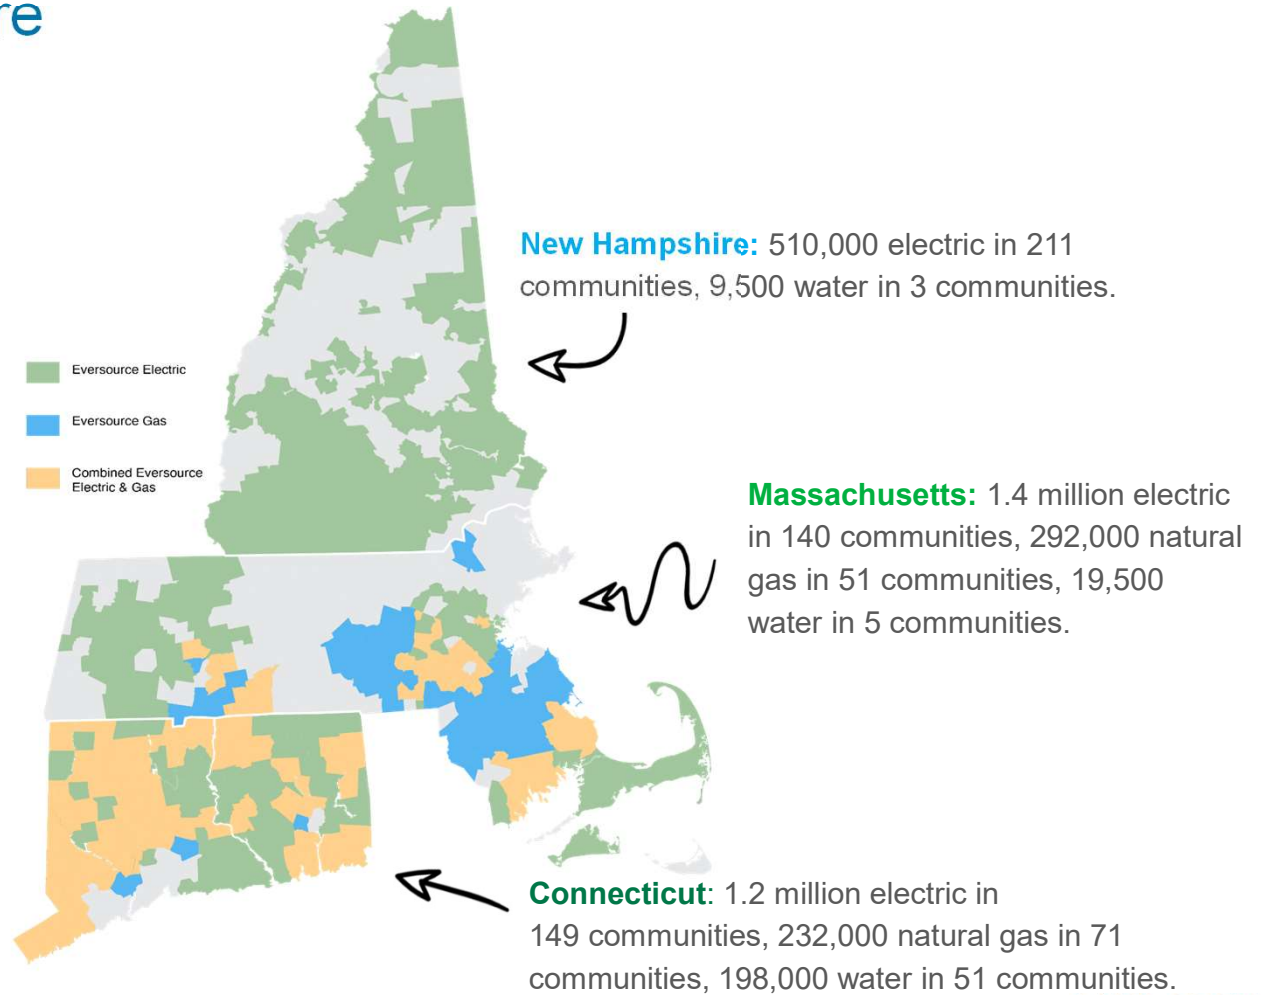 re
New Hampshire: 510,000 electric in 211
communities, 9,500 water in 3 communities.
Eversource Electric
Eversource Gas
Combined Eversource
Electric & Gas
Massachusetts: 1.4 million electric
in 140 communities, 292,000 natural
gas in 51 communities, 19,500
water in 5 communities.
Connecticut: 1.2 million electric in
149 communities, 232,000 natural gas in 71
communities, 198,000 water in 51 communities.